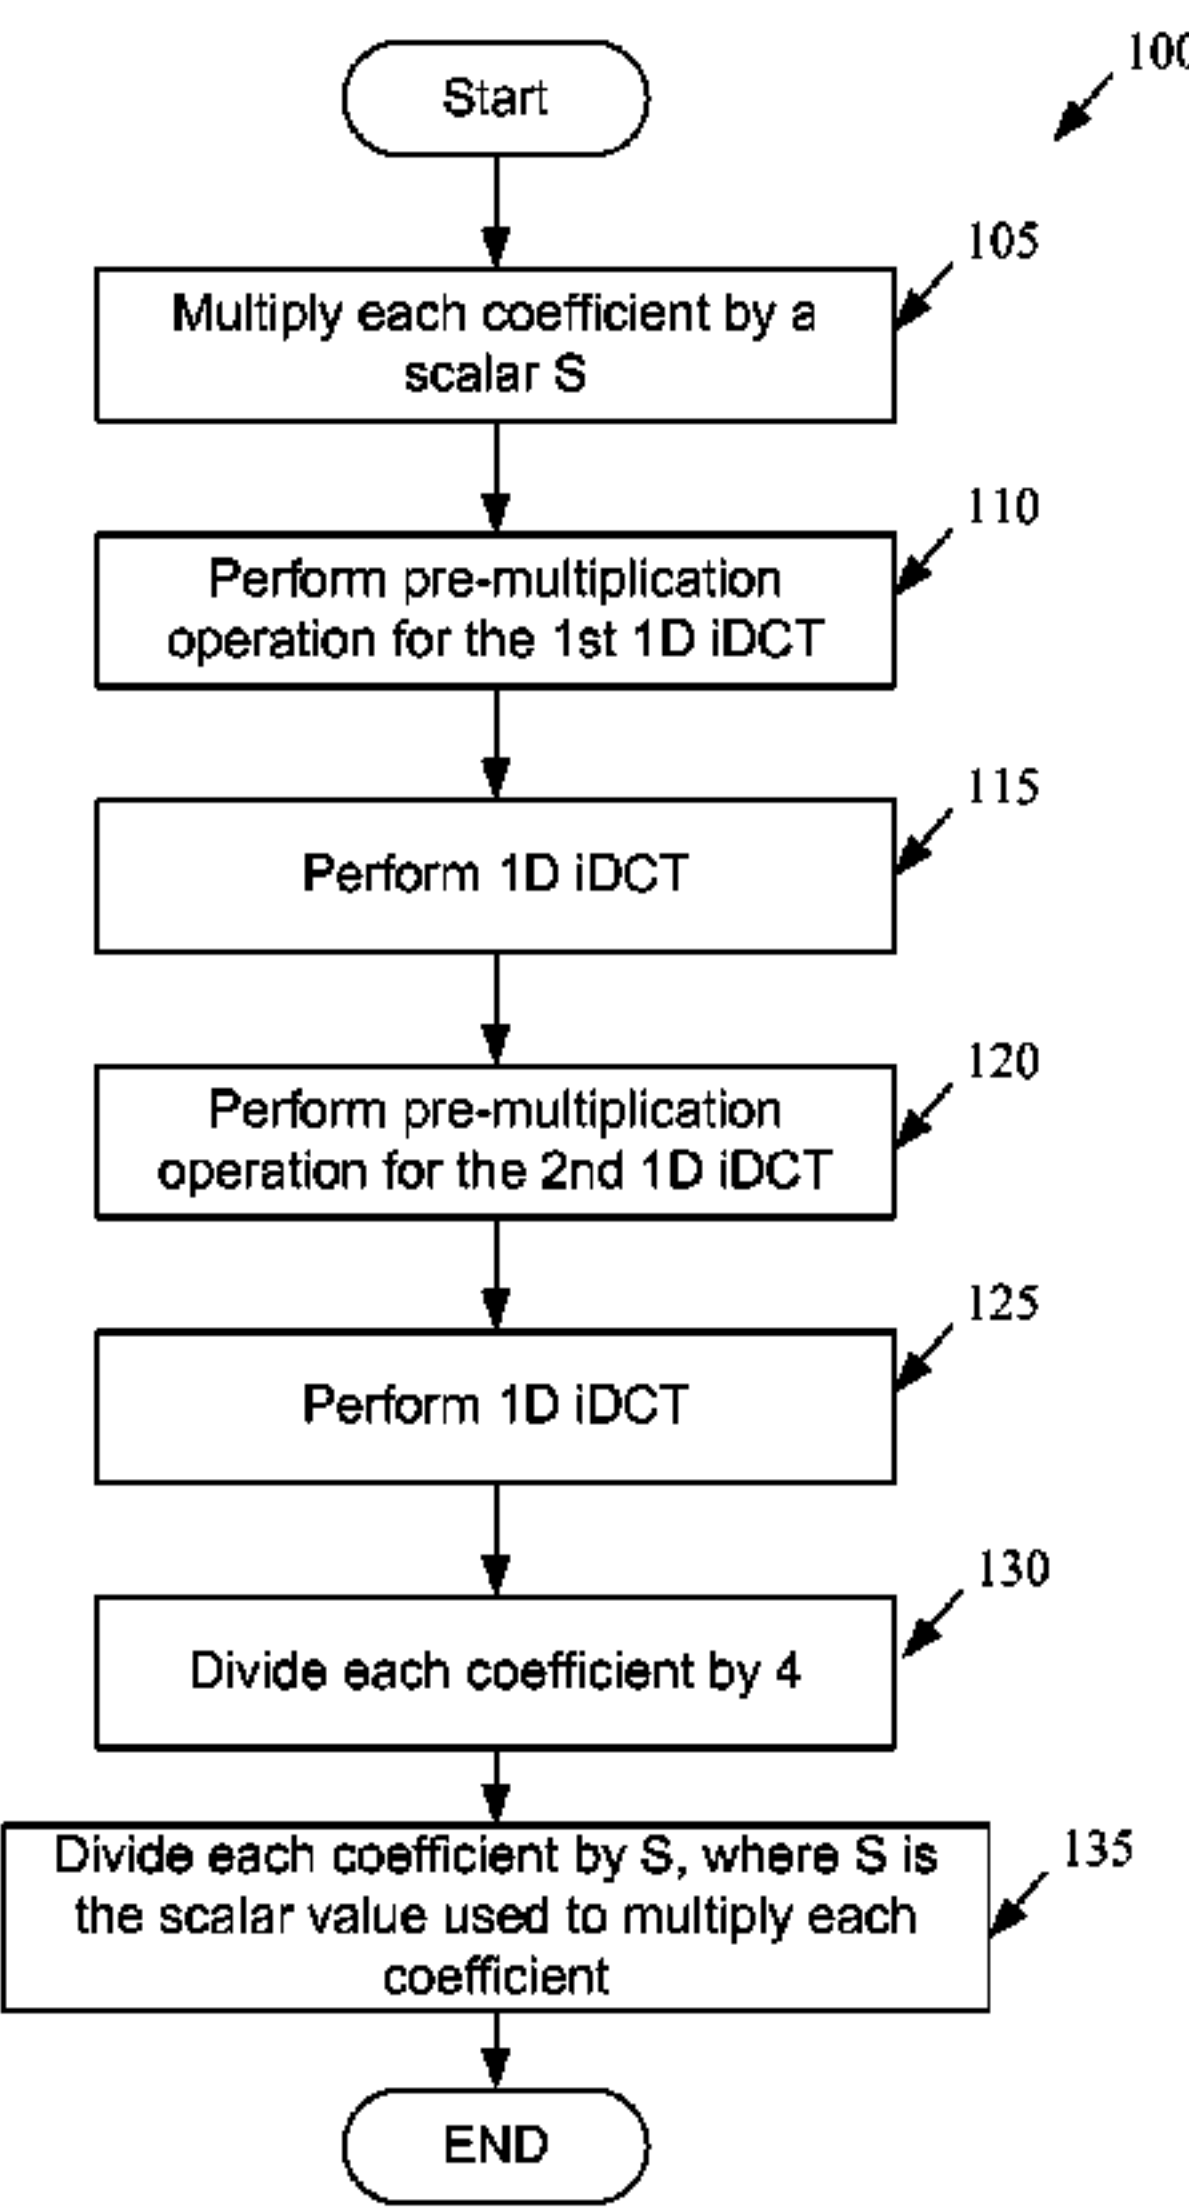 Start
100
105
Multiply each coefficient by a
scalar S
110
Perform pre-multiplication
operation for the 1st 1D iDCT
115
Perform 1D iDCT
120
Perform pre-multiplication
operation for the 2nd 1D iDCT
125
Perform 1D iDCT
130
Divide each coefficient by 4
135
Divide each coefficient by S, where S is
the scalar value used to multiply each
coefficient
END